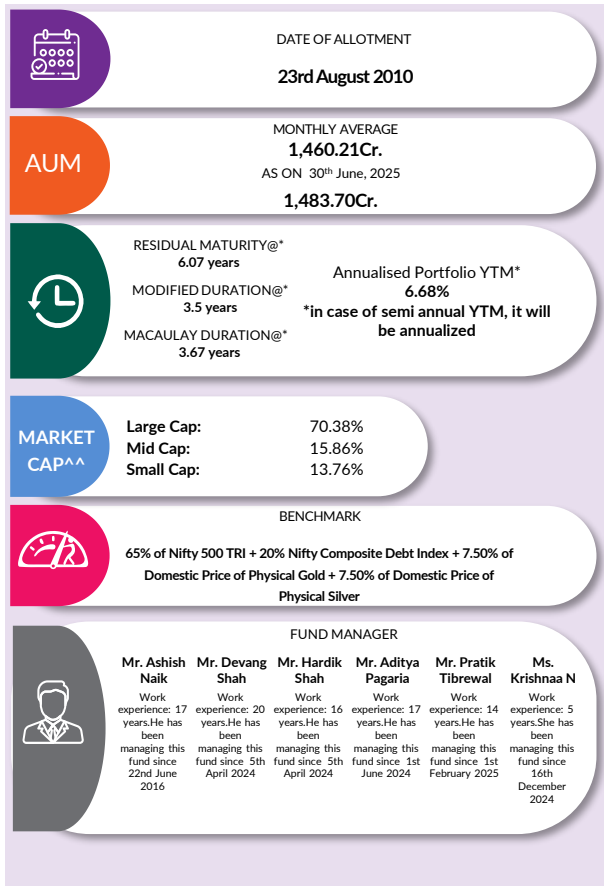 DATE OF ALLOTMENT
23rd August 2010
AUM
MONTHLY AVERAGE
1,460.21Cr.
AS ON 30th June, 2025
1,483.70Cr.
RESIDUAL MATURITY@*
6.07 years
MODIFIED DURATION@*
3.5 years
MACAULAY DURATION@*
3.67 years
Annualised Portfolio YTM*
6.68%
*in case of semi annual YTM, it will
be annualized
MARKET
CAP^^
Large Cap: 70.38%
Mid Cap: 15.86%
Small Cap: 13.76%
BENCHMARK
65% of Nifty 500 TRI + 20% Nifty Composite Debt Index + 7.50% of
Domestic Price of Physical Gold + 7.50% of Domestic Price of
Physical Silver
FUND MANAGER
Mr. Ashish
Naik
Work
experience: 17
years.He has
been
managing this
fund since
22nd June
2016
Mr. Devang
Shah
Work
experience: 20
years.He has
been
managing this
fund since 5th
April 2024
Mr. Hardik
Shah
Work
experience: 16
years.He has
been
managing this
fund since 5th
April 2024
Mr. Aditya
Pagaria
Work
experience: 17
years.He has
been
managing this
fund since 1st
June 2024
Mr. Pratik
Tibrewal
Work
experience: 14
years.He has
been
managing this
fund since 1st
February 2025
Ms.
Krishnaa N
Work
experience: 5
years.She has
been
managing this
fund since
16th
December
2024